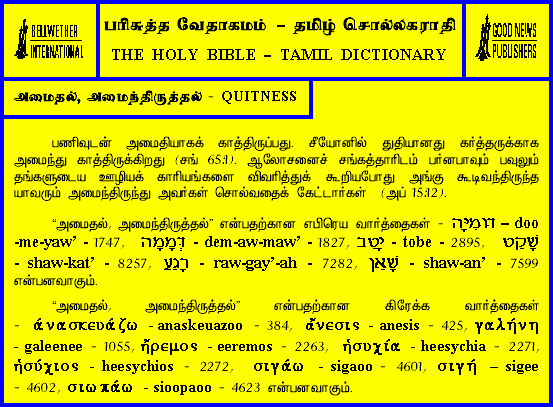 BELLWETHER
INTERNATIONAL
பரிசுத்த வேதாகமம் – தமிழ் சொல்லகராதி
THE HOLY BIBLE – TAMIL DICTIONARY
GOOD NEWS
PUBLISHERS
அமைதல், அமைந்திருத்தல் - QUITNESS
பணிவுடன் அமைதியாகக் காத்திருப்பது. சீயோனில் துதியானது கர்த்தருக்காக
அமைந்து காத்திருக்கிறது (சங் 65:1). ஆலோசனைச் சங்கத்தாரிடம் பர்னபாவும் பவுலும்
தங்களுடைய ஊழியக் காரியங்களை விவரித்துக் கூறியபோது அங்கு கூடிவந்திருந்த
யாவரும் அமைந்திருந்து அவர்கள் சொல்வதைக் கேட்டார்கள் (அப் 15:12).
“அமைதல், அமைந்திருத்தல்” என்பதற்கான எபிரெய வார்த்தைகள் - דּוּמִיָּה – doo
-me-yaw’ - 1747, דְּמָמָה - dem-aw-maw’ - 1827, טוֹב - tobe - 2895, שָׁקַט
- shaw-kat’ - 8257, רָגַע - raw-gay’-ah - 7282, שָׁאַן - shaw-an’ - 7599
என்பனவாகும்.
“அமைதல், அமைந்திருத்தல்” என்பதற்கான கிரேக்க வார்த்தைகள்
- ἀνασκευάζω - anaskeuazoo - 384, ἄνεσις - anesis - 425, γαλήνη
- galeenee - 1055, ἤρεμος - eeremos - 2263, ἡσυχία - heesychia - 2271,
ἡσύχιος - heesychios - 2272, σιγάω - sigaoo - 4601, σιγή – sigee
- 4602, σιωπάω - sioopaoo - 4623 என்பனவாகும்.